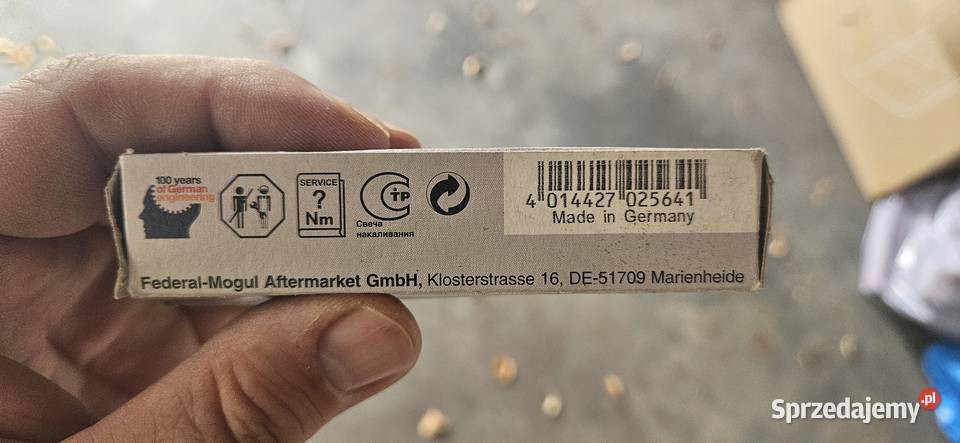 100 years
of German
engineering
SERVICE
?
Nm
Свеча
накаливания
4 014427 025641
Made in Germany
Federal-Mogul Aftermarket GmbH, Klosterstrasse 16, DE-51709 Marienheide
Sprzedajemy.pl